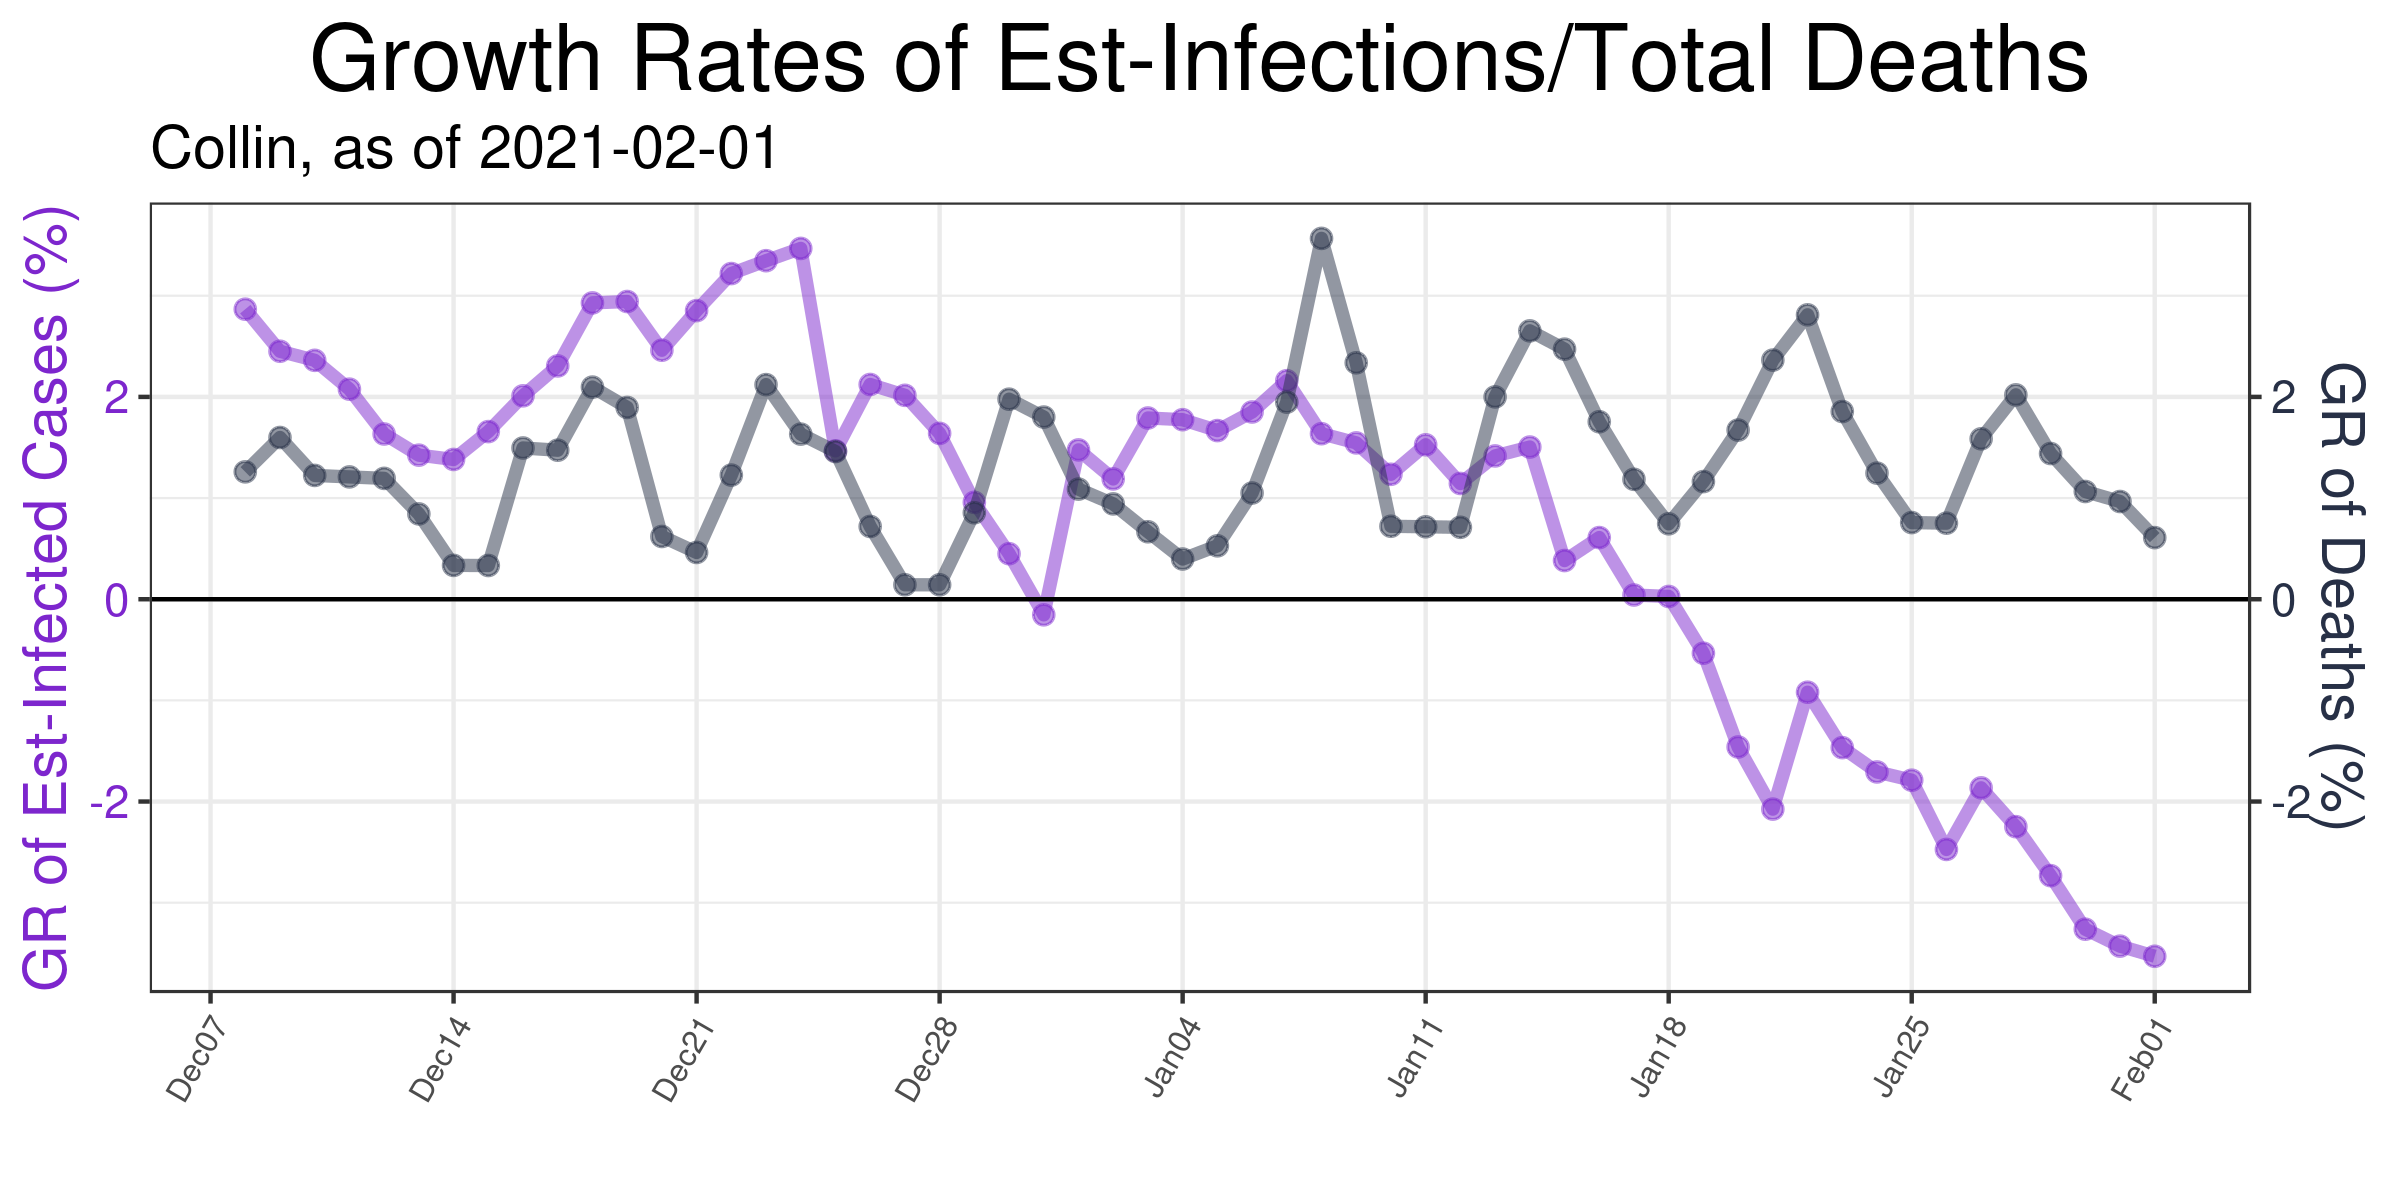 Growth Rates of Est-Infections/Total Deaths
Collin, as of 2021-02-01
GR of Est-Infected Cases (%)
2
0
-2
2
0
-2
GR of Deaths (%)
Dec07
Dec14
Dec21
Dec28
Jan04
Jan11
Jan18
Jan25
Feb01